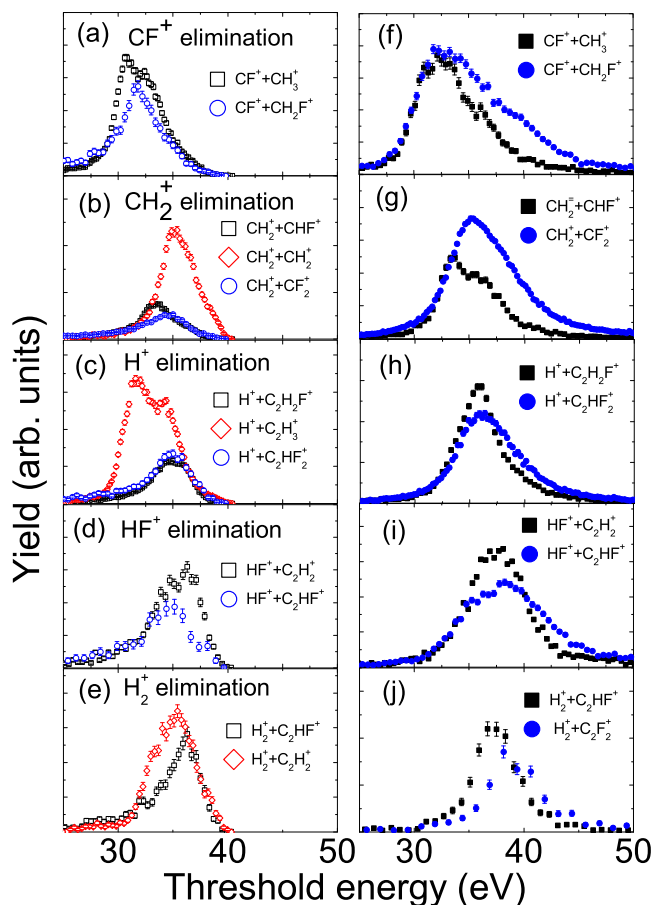 (a) CF⁺ elimination
CF⁺+CH₃⁺
CF⁺+CH₂F⁺
(b) CH₂⁺ elimination
CH₂⁺+CHF⁺
CH₂⁺+CH₂⁺
CH₂⁺+CF₂⁺
(c) H⁺ elimination
H⁺+C₂H₂F⁺
H⁺+C₂H₃⁺
H⁺+C₂HF₂⁺
(d) HF⁺ elimination
HF⁺+C₂H₂⁺
HF⁺+C₂HF⁺
(e) H₂⁺ elimination
H₂⁺+C₂HF⁺
H₂⁺+C₂H₂⁺
(f)
CF⁺+CH₃⁺
CF⁺+CH₂F⁺
(g)
CH₂⁼+CHF⁺
CH₂⁺+CF₂⁺
(h)
H⁺+C₂H₂F⁺
H⁺+C₂HF₂⁺
(i)
HF⁺+C₂H₂⁺
HF⁺+C₂HF⁺
(j)
H₂⁺+C₂HF⁺
H₂⁺+C₂F₂⁺
Yield (arb. units)
30 40 50 30 40 50
Threshold energy (eV)